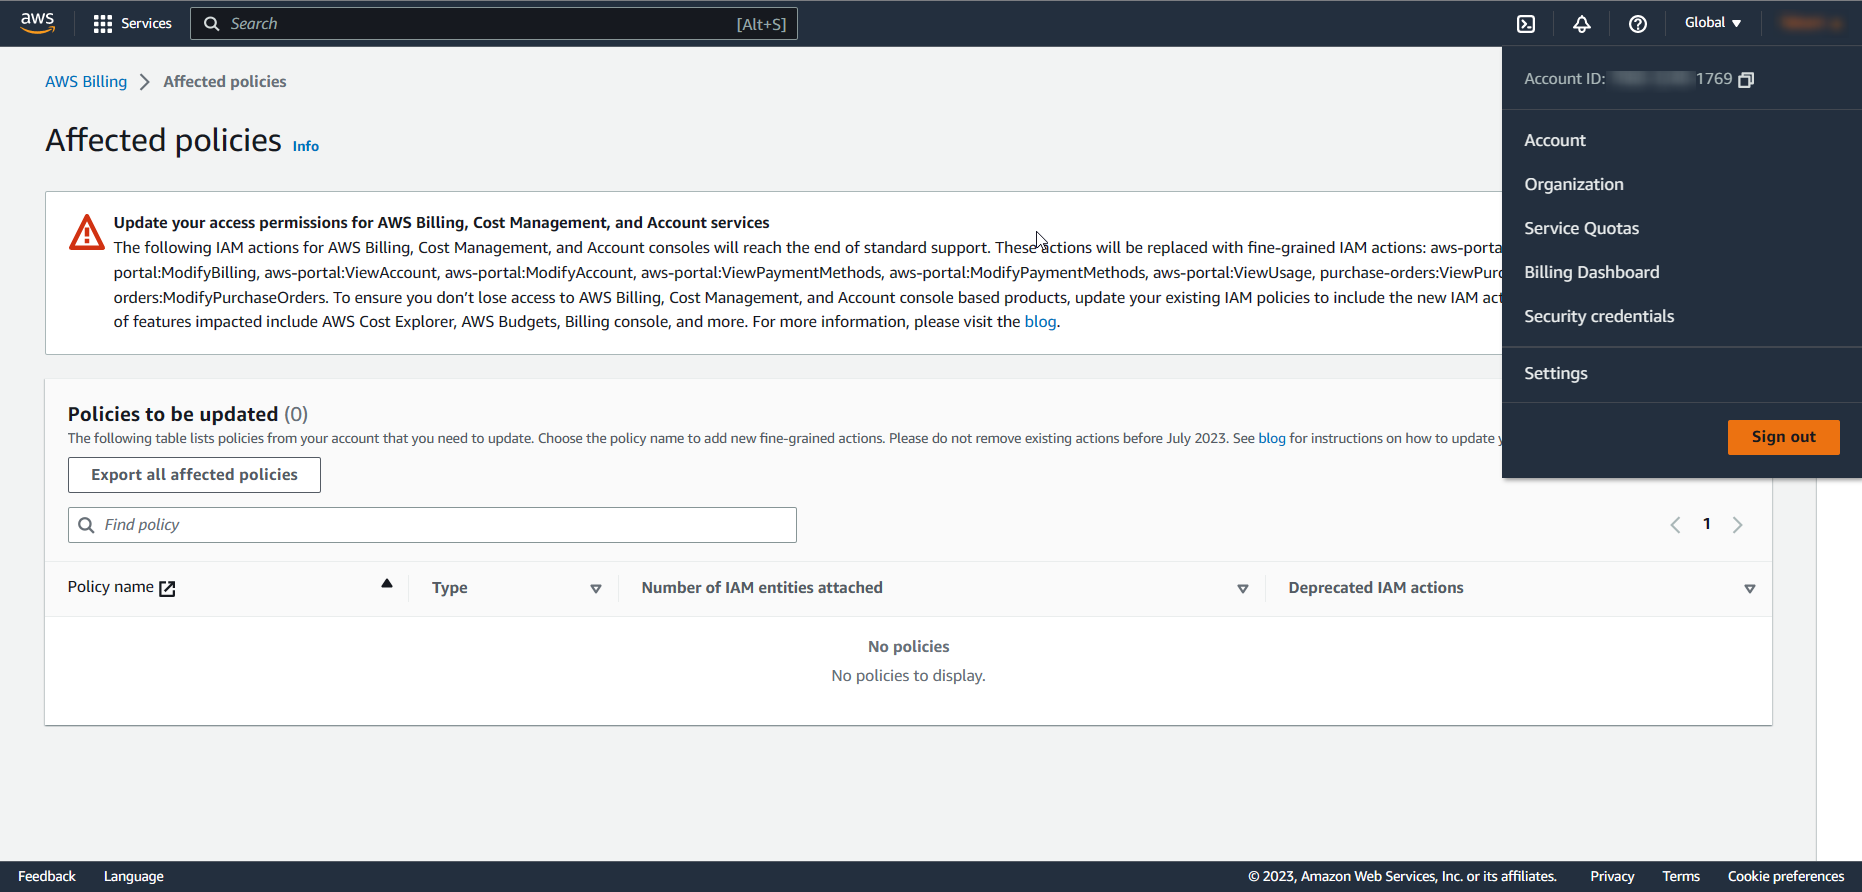 aws
Services
Search
[Alt+S]
Global
Account ID:
1769
Account
Organization
Service Quotas
Billing Dashboard
Security credentials
Settings
Sign out
AWS Billing
Affected policies
Affected policies
Info
Update your access permissions for AWS Billing, Cost Management, and Account services
The following IAM actions for AWS Billing, Cost Management, and Account consoles will reach the end of standard support. These actions will be replaced with fine-grained IAM actions: aws-porta
portal:ModifyBilling, aws-portal:ViewAccount, aws-portal:ModifyAccount, aws-portal:ViewPaymentMethods, aws-portal:ModifyPaymentMethods, aws-portal:ViewUsage, purchase-orders:ViewPurc
orders:ModifyPurchaseOrders. To ensure you don’t lose access to AWS Billing, Cost Management, and Account console based products, update your existing IAM policies to include the new IAM act
of features impacted include AWS Cost Explorer, AWS Budgets, Billing console, and more. For more information, please visit the blog.
Policies to be updated (0)
The following table lists policies from your account that you need to update. Choose the policy name to add new fine-grained actions. Please do not remove existing actions before July 2023. See blog for instructions on how to update
Export all affected policies
Find policy
1
Policy name
Type
Number of IAM entities attached
Deprecated IAM actions
No policies
No policies to display.
Feedback
Language
© 2023, Amazon Web Services, Inc. or its affiliates.
Privacy
Terms
Cookie preferences